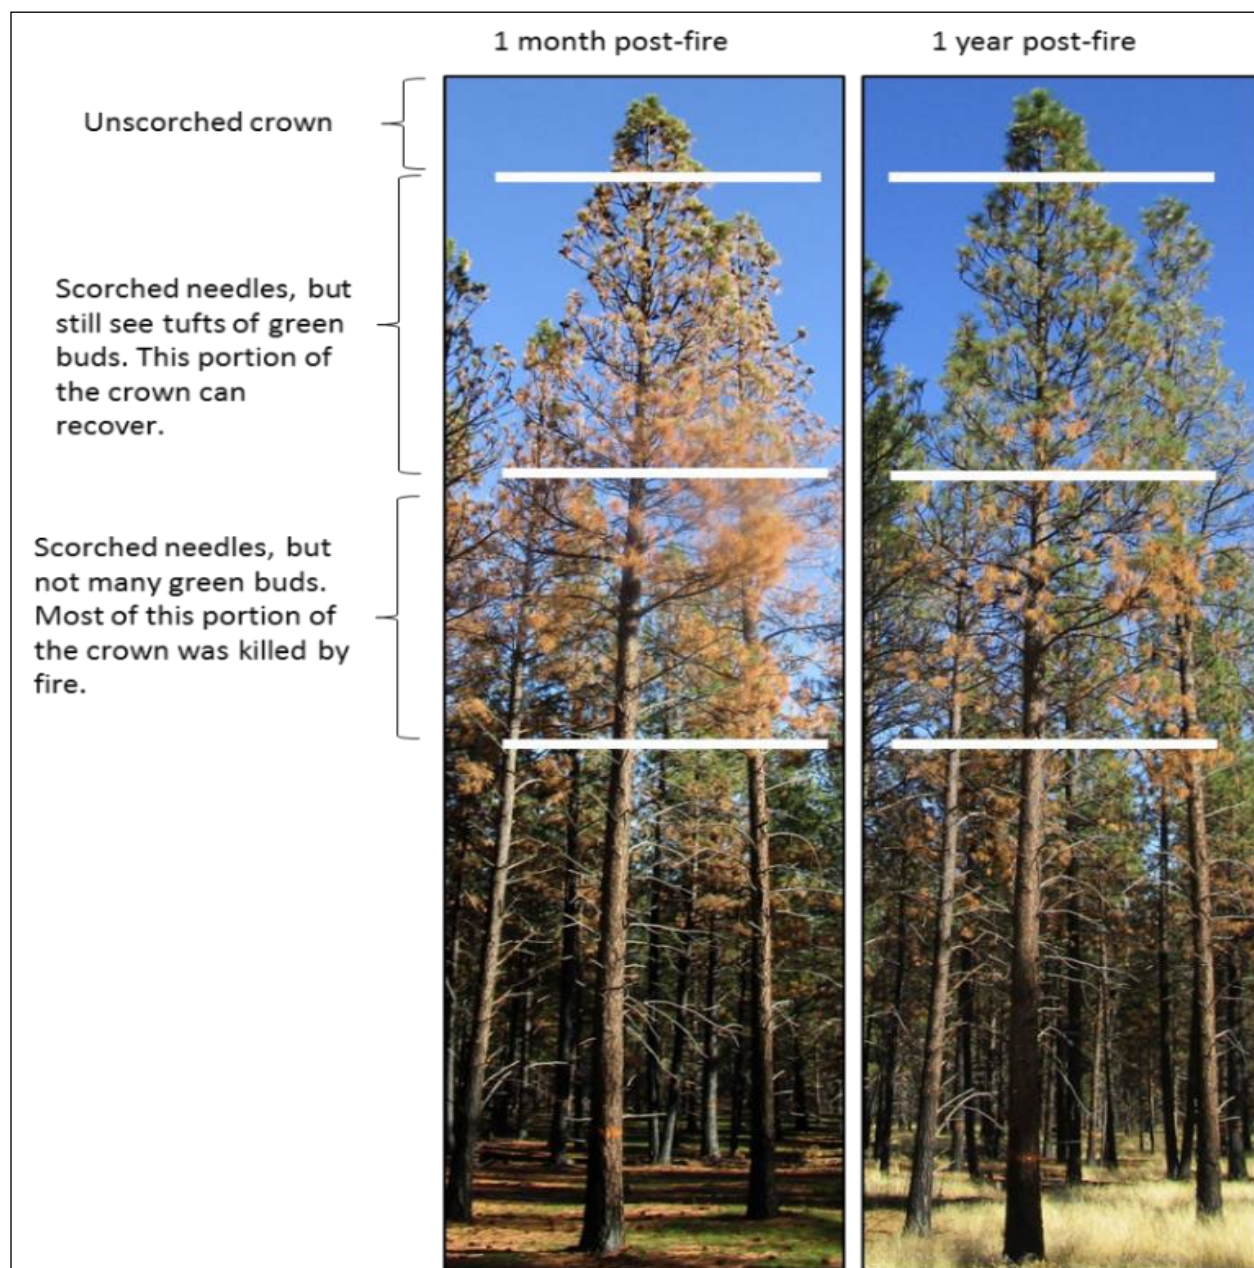 1 month post-fire
1 year post-fire
Unscorched crown
Scorched needles, but
still see tufts of green
buds. This portion of
the crown can
recover.
Scorched needles, but
not many green buds.
Most of this portion of
the crown was killed by
fire.